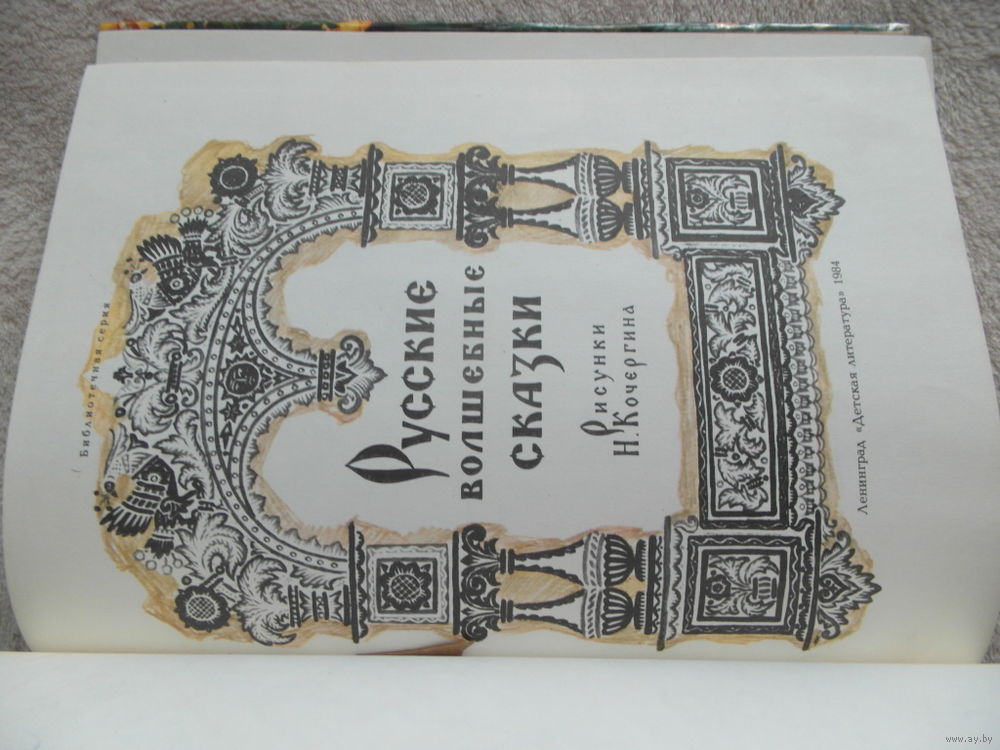 Библиотечная серия
Русские
волшебные
сказки
Рисунки
Н. Кочергина
Ленинград «Детская литература» 1984
www.ay.by